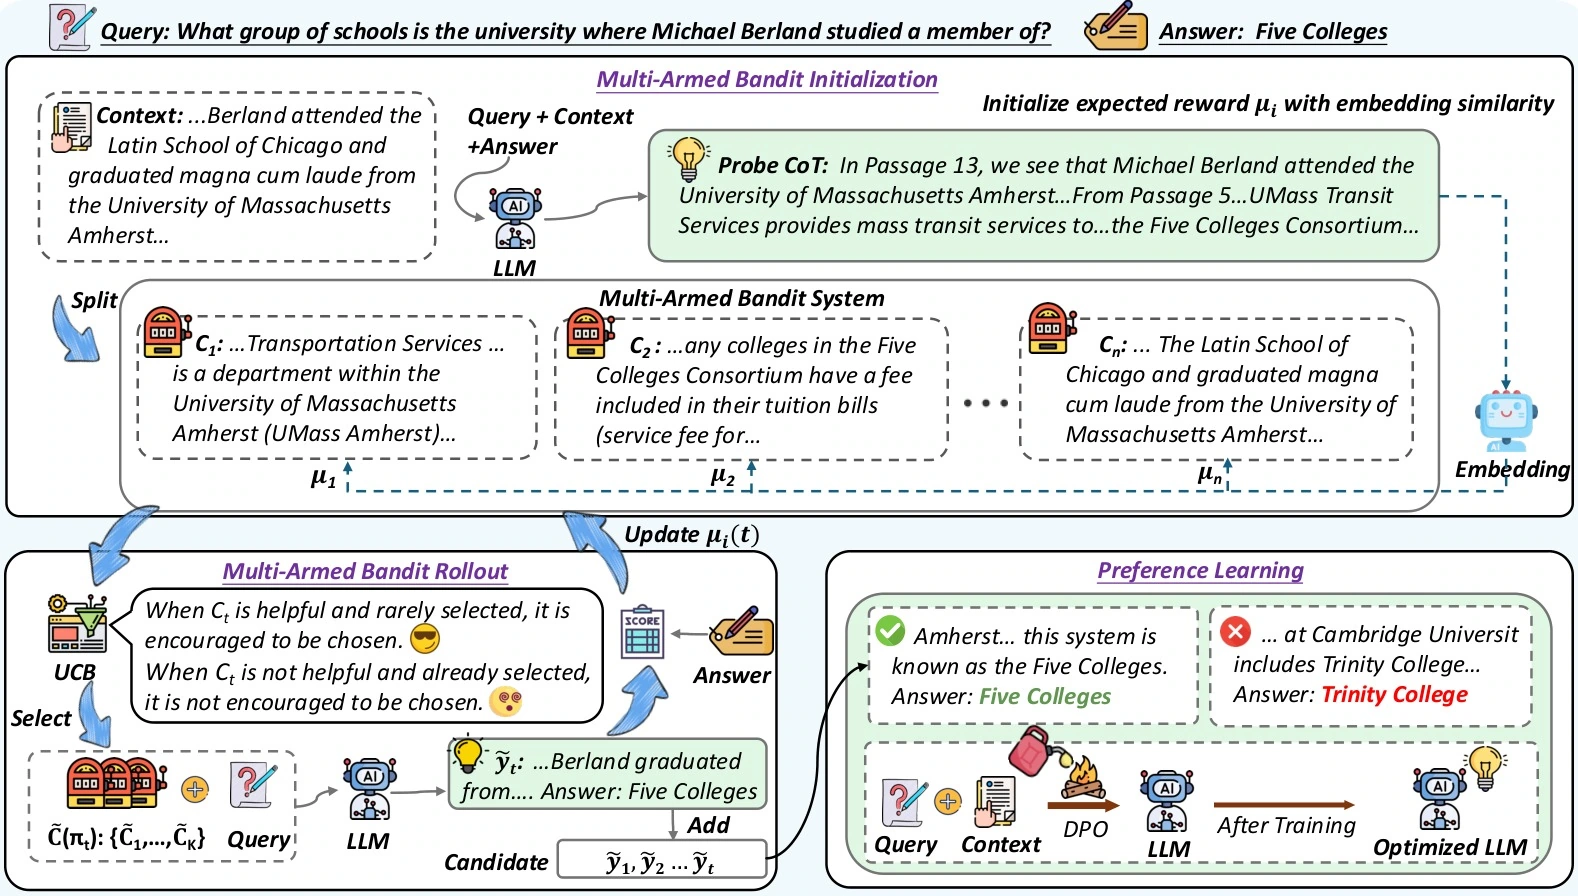 Query: What group of schools is the university where Michael Berland studied a member of?
Answer: Five Colleges
Multi-Armed Bandit Initialization
Context: ...Berland attended the
Latin School of Chicago and
graduated magna cum laude from
the University of Massachusetts
Amherst...
Query + Context
+Answer
LLM
Initialize expected reward μi with embedding similarity
Probe CoT: In Passage 13, we see that Michael Berland attended the
University of Massachusetts Amherst...From Passage 5...UMass Transit
Services provides mass transit services to...the Five Colleges Consortium...
Split
Multi-Armed Bandit System
C1: ...Transportation Services ...
is a department within the
University of Massachusetts
Amherst (UMass Amherst)...
C2 : ...any colleges in the Five
Colleges Consortium have a fee
included in their tuition bills
(service fee for...
Cn: ... The Latin School of
Chicago and graduated magna
cum laude from the University of
Massachusetts Amherst...
μ1
μ2
μn
Embedding
Update μi(t)
Multi-Armed Bandit Rollout
UCB
When Ct is helpful and rarely selected, it is
encouraged to be chosen.
When Ct is not helpful and already selected,
it is not encouraged to be chosen.
SCORE
Answer
Select
C̃(πt): {C̃1,...,C̃K}
Query
LLM
ỹt: ...Berland graduated
from.... Answer: Five Colleges
Add
Candidate
ỹ1, ỹ2 ... ỹt
Preference Learning
Amherst... this system is
known as the Five Colleges.
Answer: Five Colleges
... at Cambridge Universit
includes Trinity College...
Answer: Trinity College
Query
Context
DPO
LLM
After Training
Optimized LLM